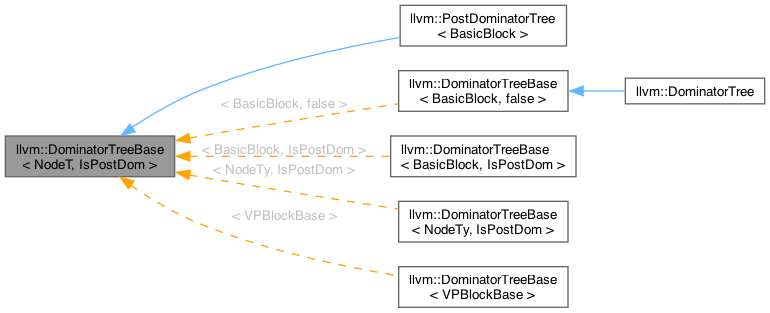 llvm::PostDominatorTree
< BasicBlock >
llvm::DominatorTreeBase
< BasicBlock, false >
llvm::DominatorTree
< BasicBlock, false >
llvm::DominatorTreeBase
< NodeT, IsPostDom >
< BasicBlock, IsPostDom >
llvm::DominatorTreeBase
< BasicBlock, IsPostDom >
< NodeTy, IsPostDom >
llvm::DominatorTreeBase
< NodeTy, IsPostDom >
< VPBlockBase >
llvm::DominatorTreeBase
< VPBlockBase >